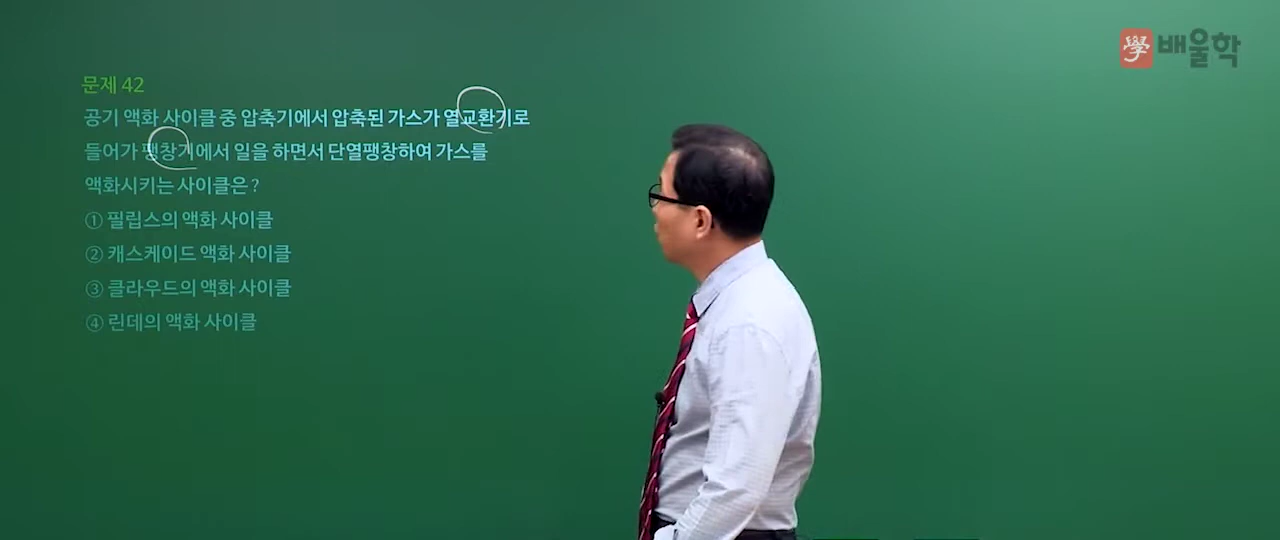 學 배울학
문제 42
공기 액화 사이클 중 압축기에서 압축된 가스가 열교환기로
들어가 팽창기에서 일을 하면서 단열팽창하여 가스를
액화시키는 사이클은 ?
① 필립스의 액화 사이클
② 캐스케이드 액화 사이클
③ 클라우드의 액화 사이클
④ 린데의 액화 사이클